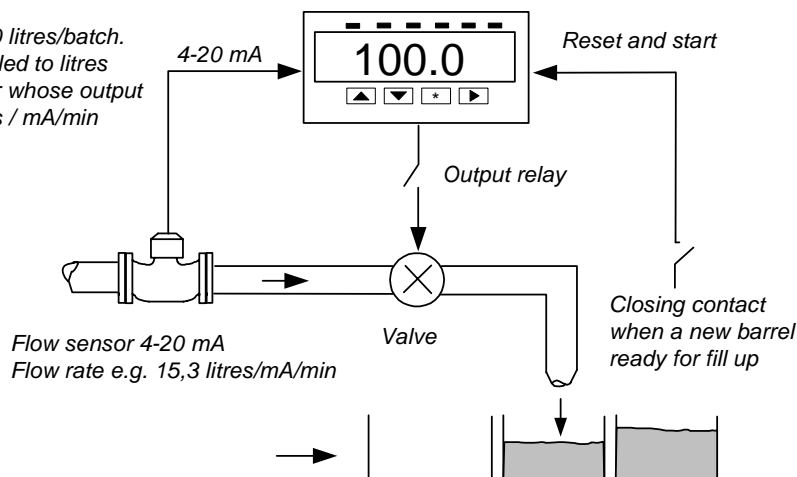 0 litres/batch.
led to litres
r whose output
s / mA/min
4-20 mA
100.0
*
Reset and start
Output relay
Valve
Flow sensor 4-20 mA
Flow rate e.g. 15,3 litres/mA/min
Closing contact
when a new barrel
ready for fill up